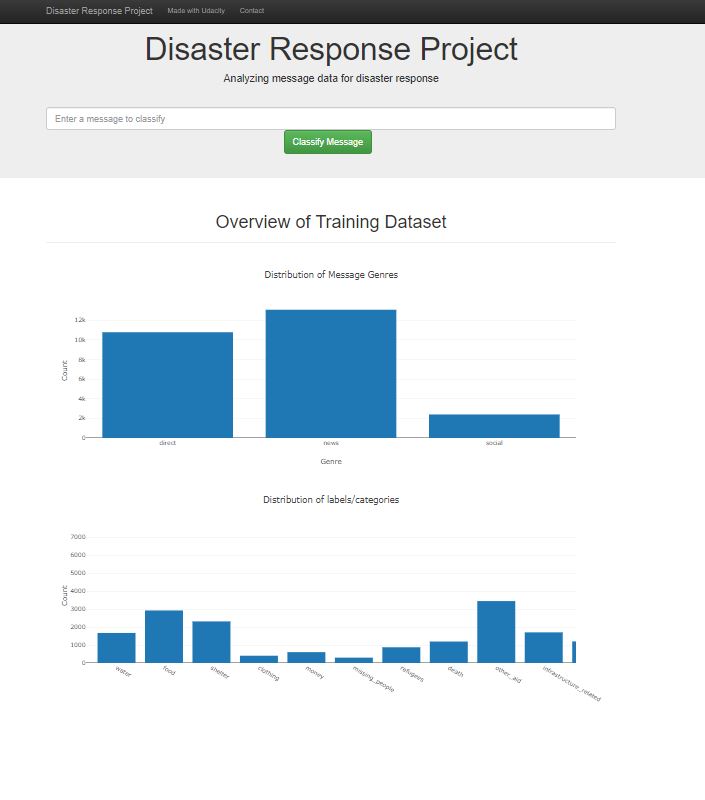 Disaster Response Project Made with Udacity Contact
Disaster Response Project
Analyzing message data for disaster response
Enter a message to classify
Classify Message
Overview of Training Dataset
Distribution of Message Genres
12k
10k
8k
6k
4k
2k
0
Count
direct news social
Genre
Distribution of labels/categories
7000
6000
5000
4000
3000
2000
1000
0
Count
water food shelter clothing money missing_people refugees death other_aid infrastructure_related